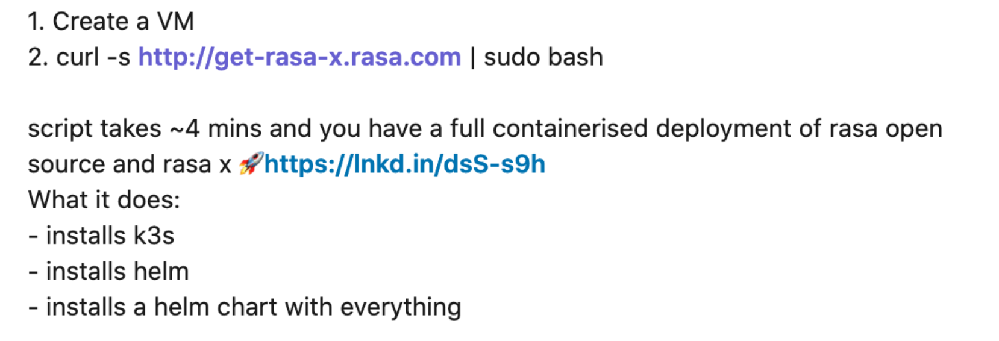 1. Create a VM
2. curl -s http://get-rasa-x.rasa.com | sudo bash
script takes ~4 mins and you have a full containerised deployment of rasa open
source and rasa x 🚀https://lnkd.in/dsS-s9h
What it does:
- installs k3s
- installs helm
- installs a helm chart with everything